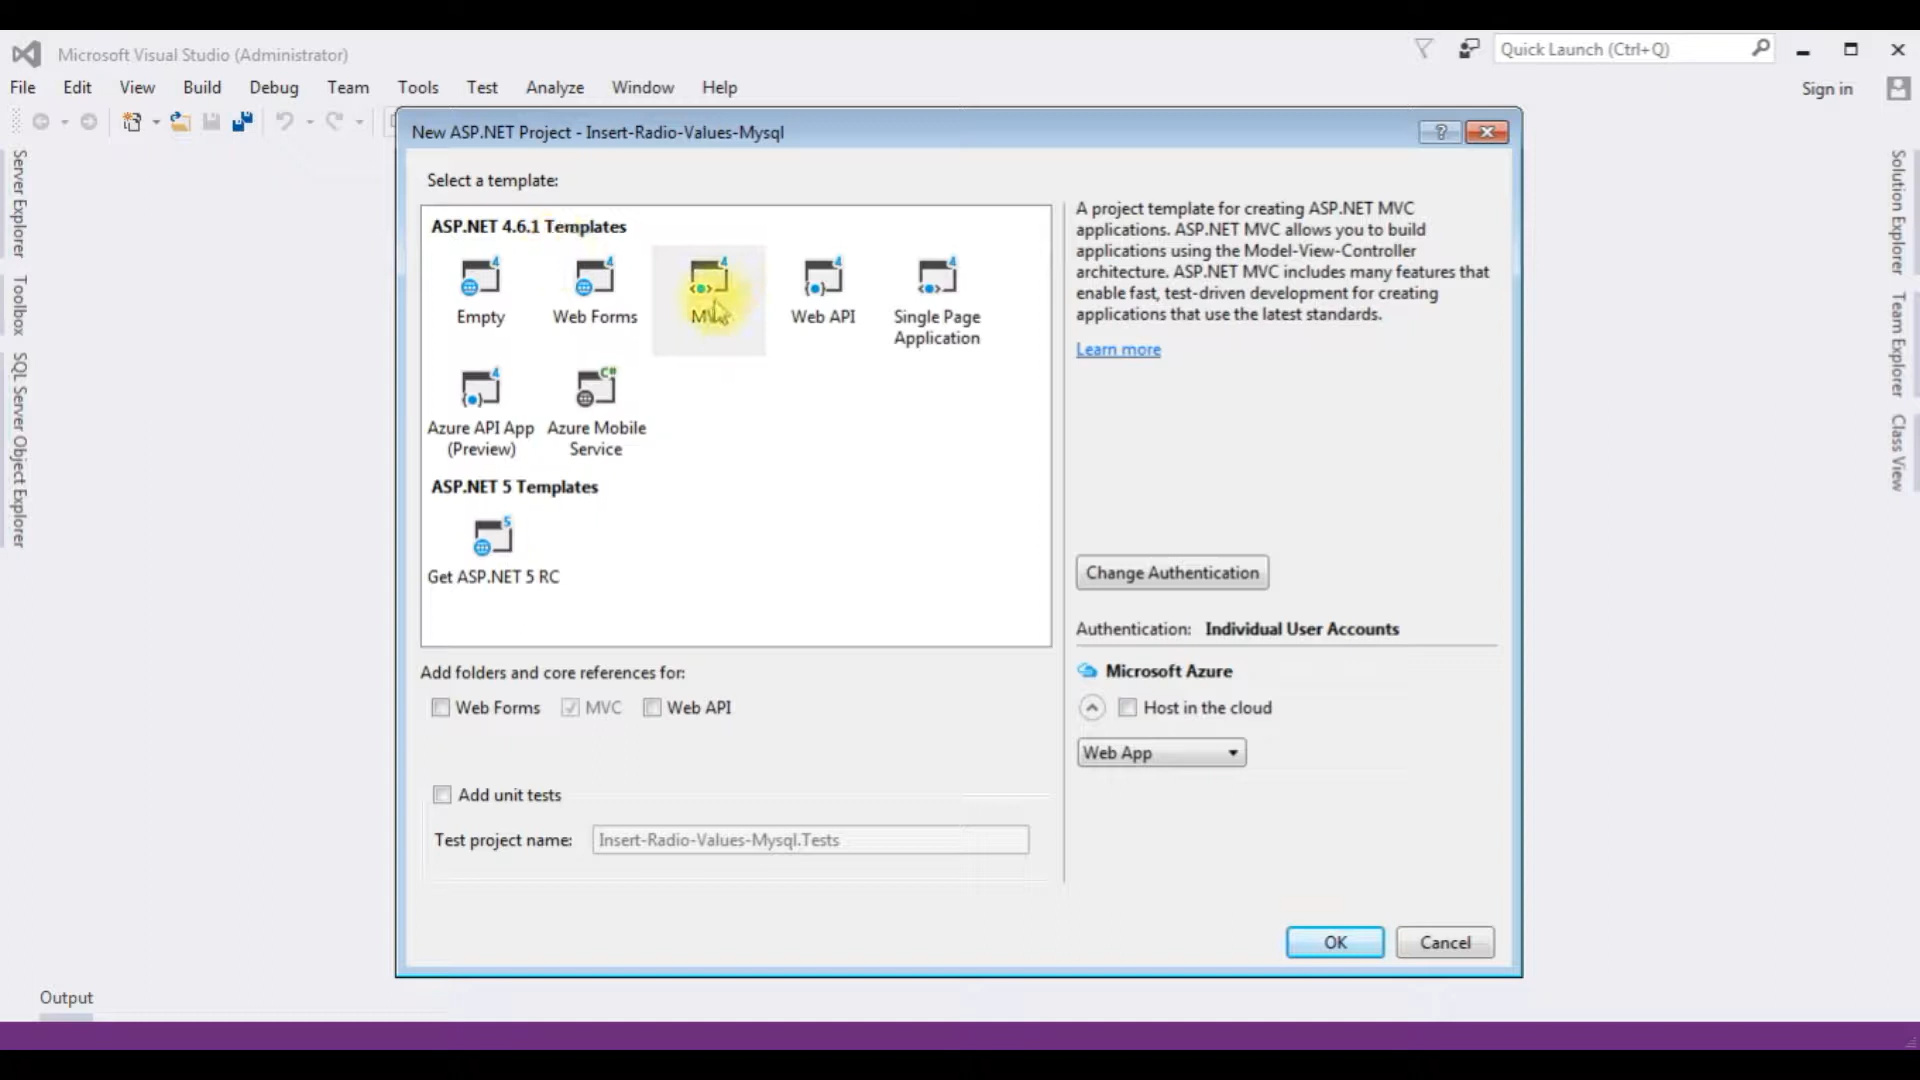 Microsoft Visual Studio (Administrator)
Quick Launch (Ctrl+Q)
File Edit View Build Debug Team Tools Test Analyze Window Help
Sign in
New ASP.NET Project - Insert-Radio-Values-Mysql
?
Server Explorer
Toolbox
SQL Server Object Explorer
Select a template:
ASP.NET 4.6.1 Templates
Empty
Web Forms
Web API
Single Page
Application
Azure API App
(Preview)
Azure Mobile
Service
ASP.NET 5 Templates
Get ASP.NET 5 RC
A project template for creating ASP.NET MVC
applications. ASP.NET MVC allows you to build
applications using the Model-View-Controller
architecture. ASP.NET MVC includes many features that
enable fast, test-driven development for creating
applications that use the latest standards.
Learn more
Change Authentication
Authentication: Individual User Accounts
Microsoft Azure
Host in the cloud
Web App
Add folders and core references for:
Web Forms MVC Web API
Add unit tests
Test project name: Insert-Radio-Values-Mysql.Tests
OK Cancel
Solution Explorer
Team Explorer
Class View
Output